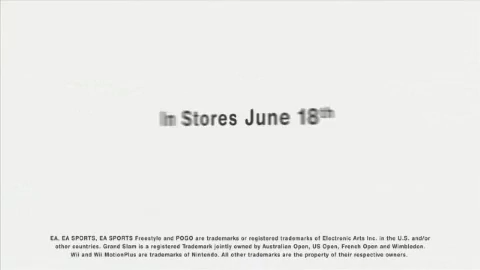 In Stores June 18th
EA, EA SPORTS, EA SPORTS Freestyle and POGO are trademarks or registered trademarks of Electronic Arts Inc. in the U.S. and/or
other countries. Grand Slam is a registered Trademark jointly owned by Australian Open, US Open, French Open and Wimbledon.
Wii and Wii MotionPlus are trademarks of Nintendo. All other trademarks are the property of their respective owners.